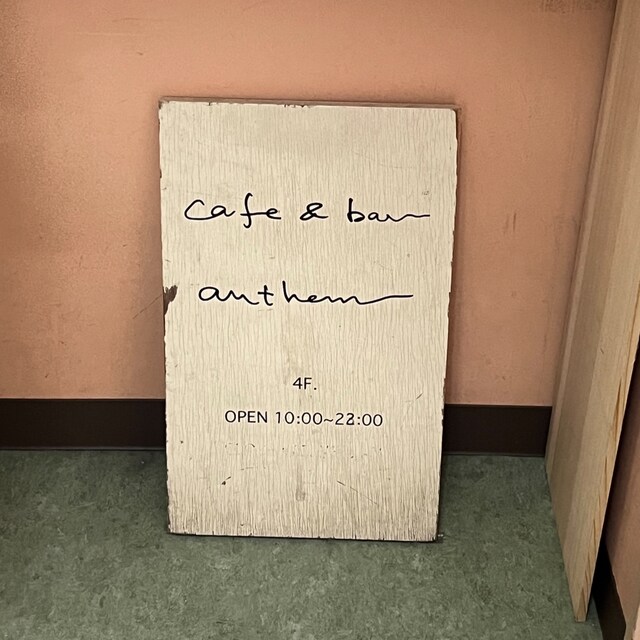 cafe & bar
anthem
4F.
OPEN 10:00~22:00